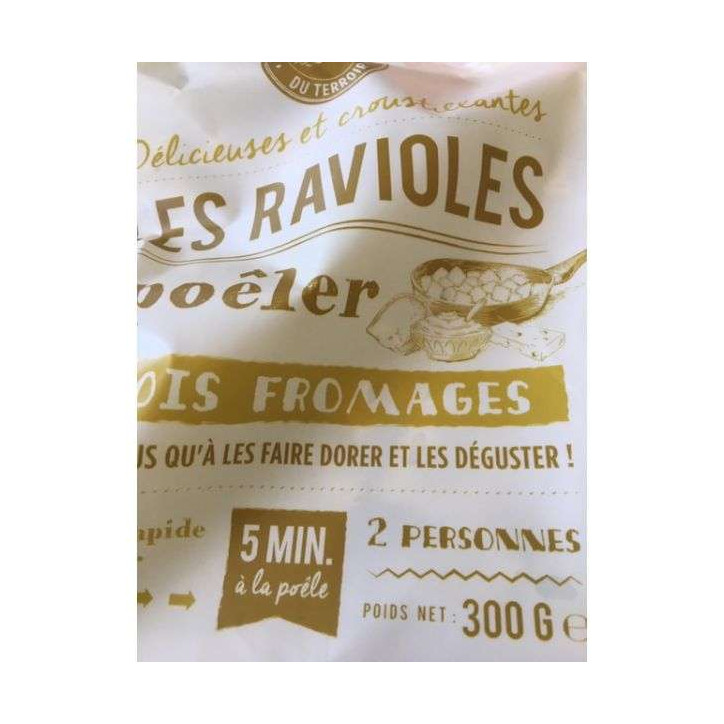 DU TERROIR
Délicieuses et croustillantes
LES RAVIOLES
poêler
OIS FROMAGES
US QU'À LES FAIRE DORER ET LES DÉGUSTER !
apide
5 MIN.
à la poêle
2 PERSONNES
POIDS NET : 300 G e